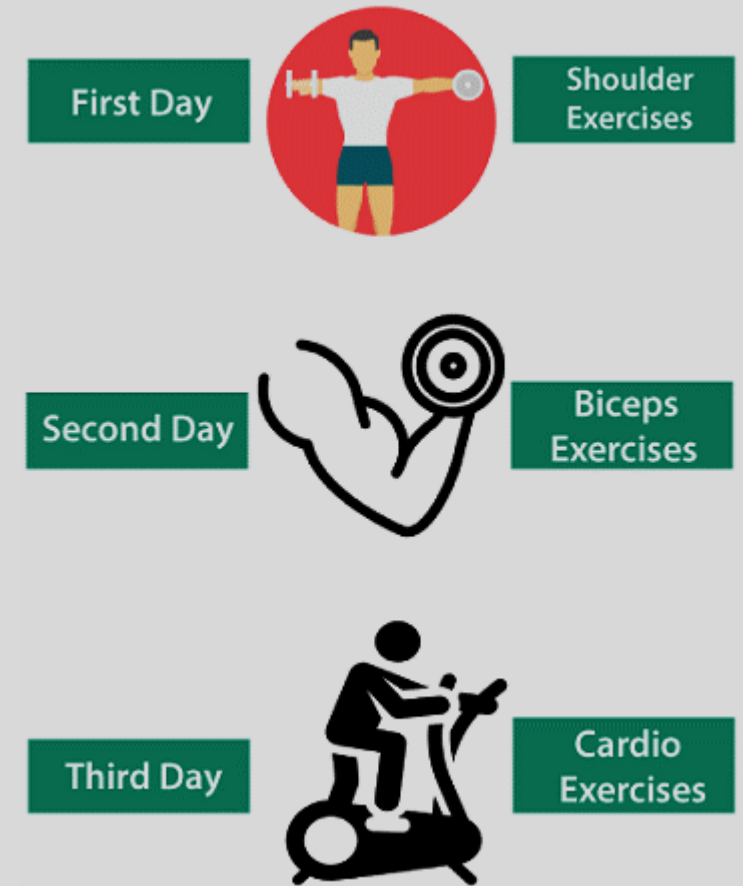 First Day
Shoulder
Exercises
Second Day
Biceps
Exercises
Third Day
Cardio
Exercises